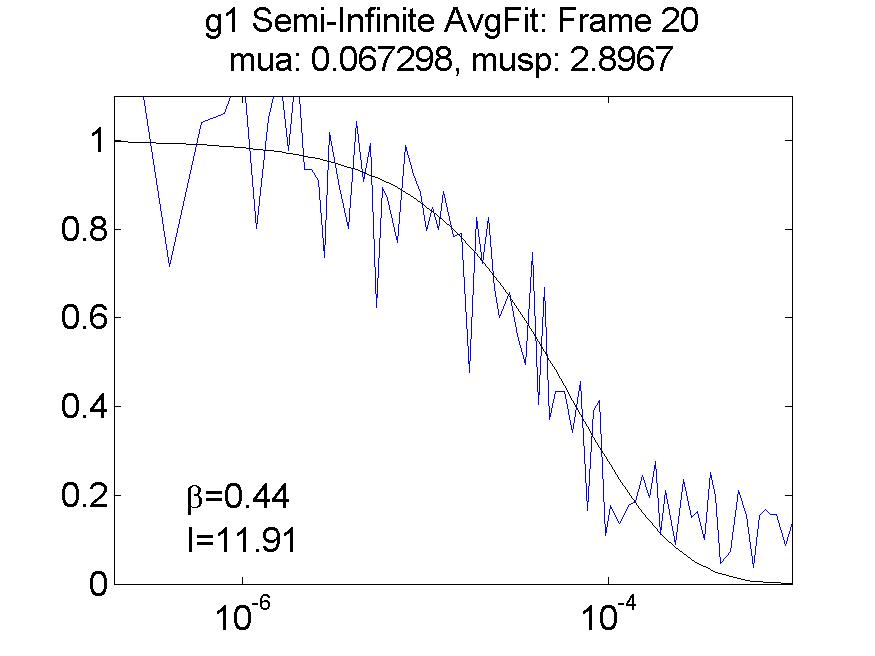 g1 Semi-Infinite AvgFit: Frame 20
mua: 0.067298, musp: 2.8967
1
0.8
0.6
0.4
0.2
0
β=0.44
I=11.91
10^-6
10^-4